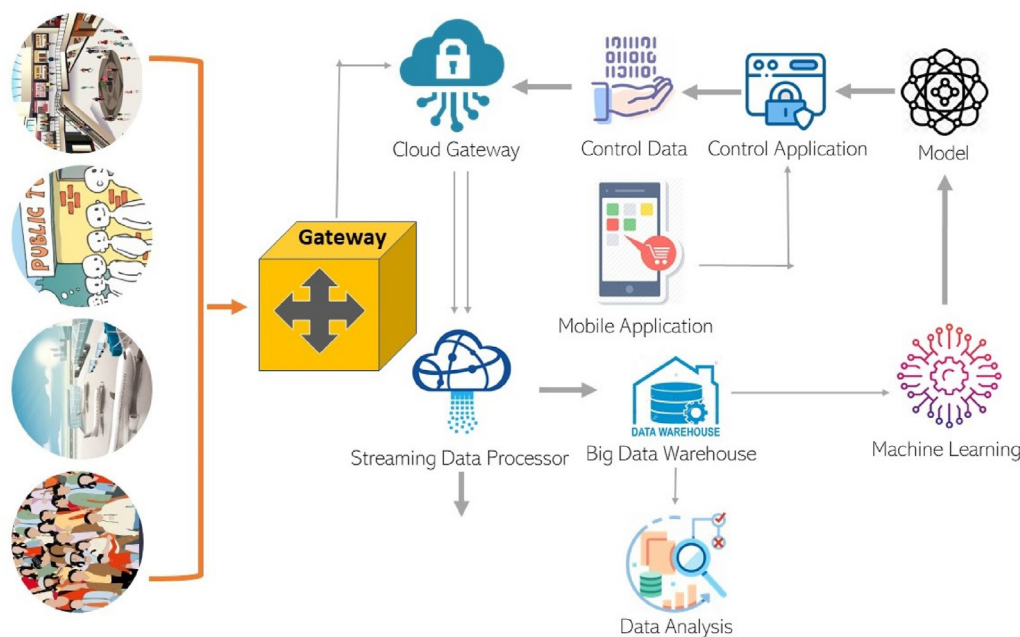 PUBLIC TO
Gateway
Cloud Gateway
Control Data
Control Application
Model
Mobile Application
Streaming Data Processor
DATA WAREHOUSE
Big Data Warehouse
Machine Learning
Data Analysis